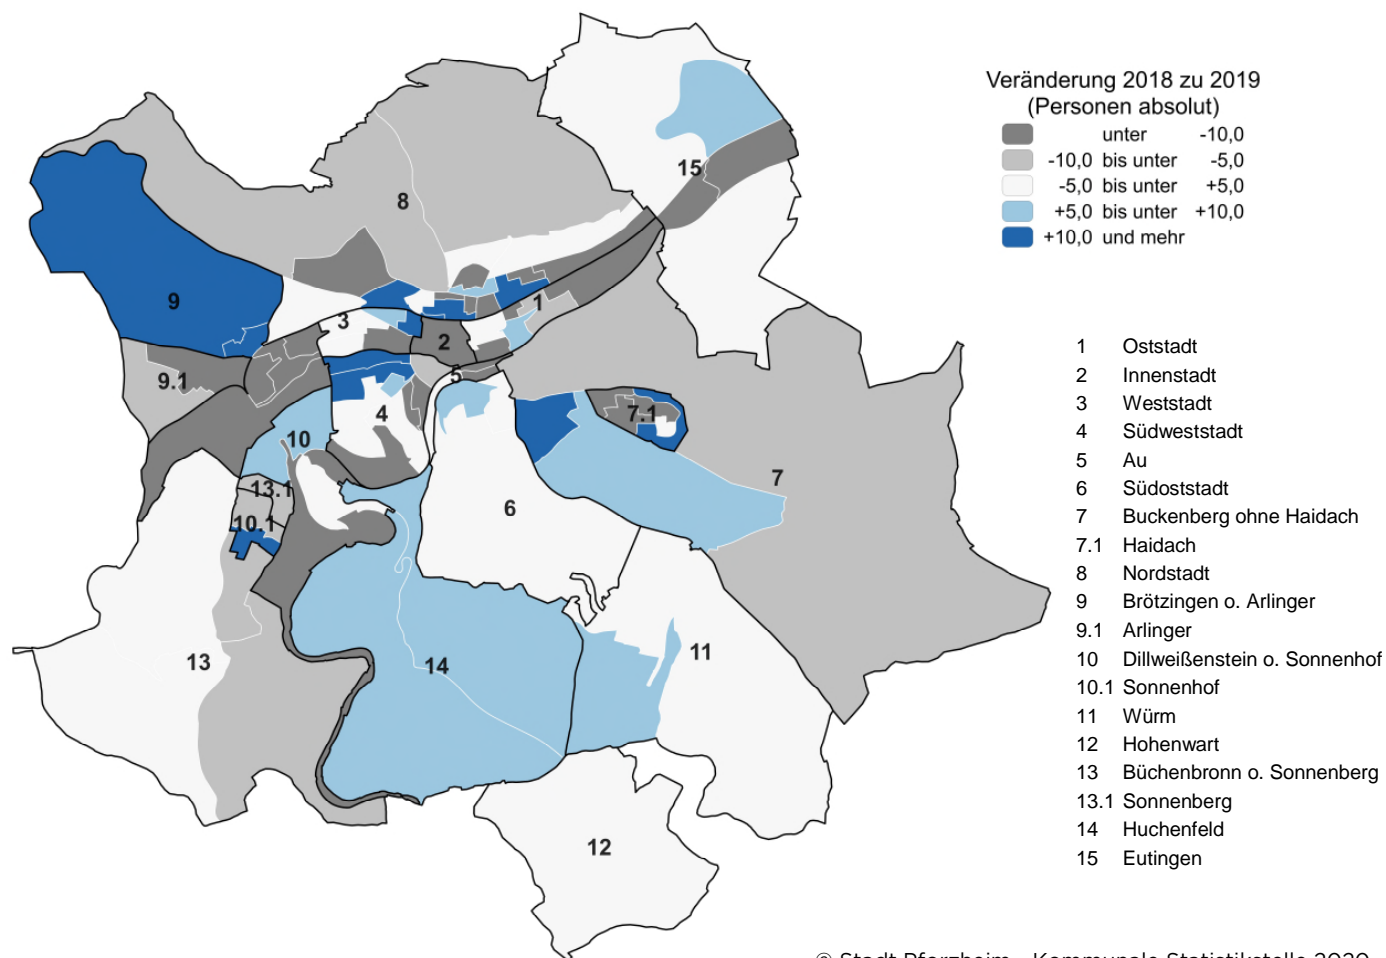 Veränderung 2018 zu 2019
(Personen absolut)
unter -10,0
-10,0 bis unter -5,0
-5,0 bis unter +5,0
+5,0 bis unter +10,0
+10,0 und mehr
15
8
9
1
3
2
9.1
5
4
7.1
10
7
13.1
6
10.1
11
13
14
12
1 Oststadt
2 Innenstadt
3 Weststadt
4 Südweststadt
5 Au
6 Südoststadt
7 Buckenberg ohne Haidach
7.1 Haidach
8 Nordstadt
9 Brötzingen o. Arlinger
9.1 Arlinger
10 Dillweißenstein o. Sonnenhof
10.1 Sonnenhof
11 Würm
12 Hohenwart
13 Büchenbronn o. Sonnenberg
13.1 Sonnenberg
14 Huchenfeld
15 Eutingen
© Stadt Pforzheim - Kommunale Statistikstelle 2020